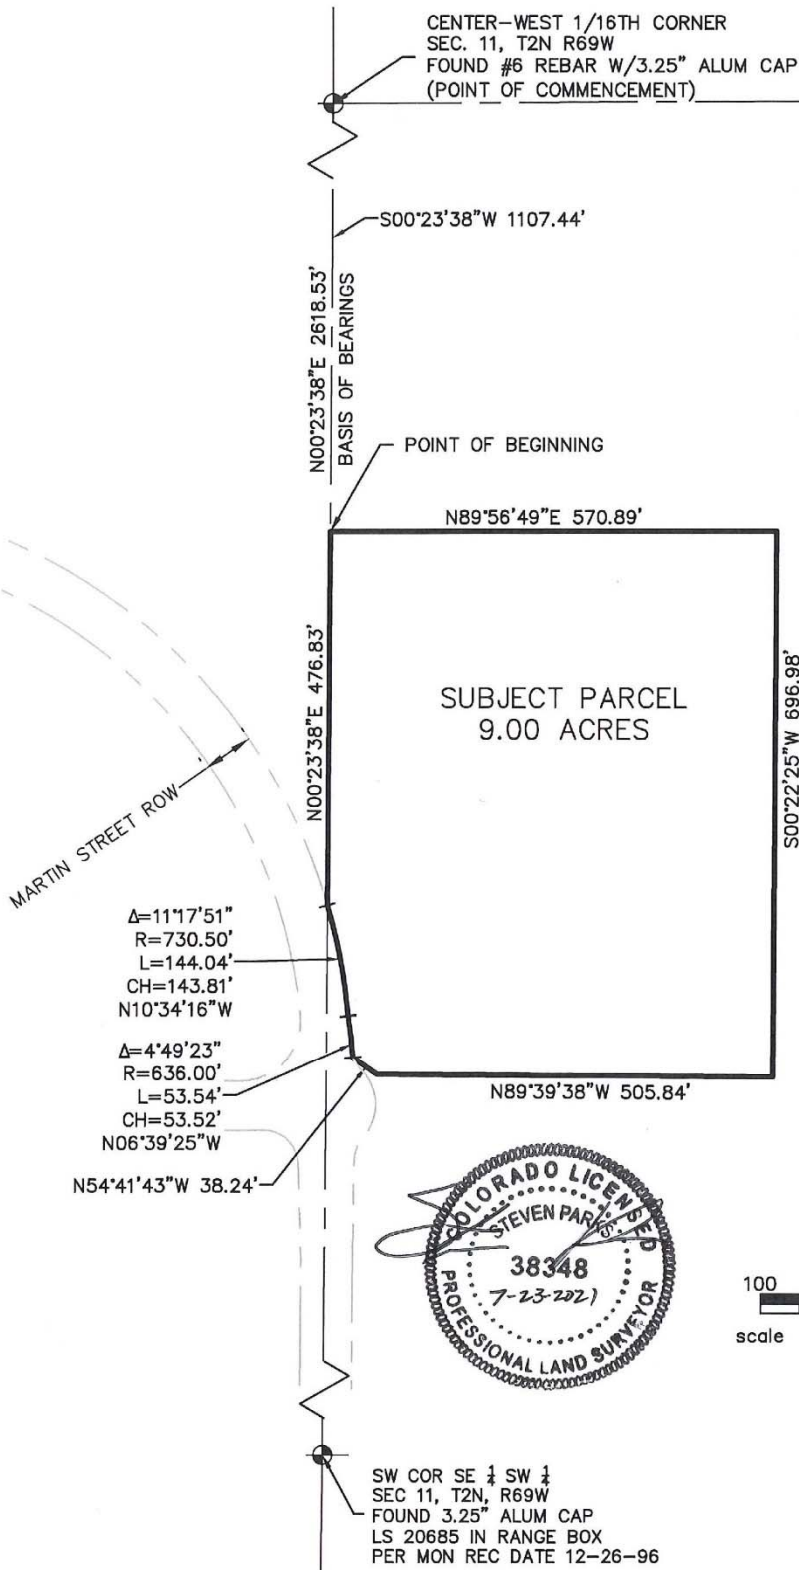 CENTER-WEST 1/16TH CORNER
SEC. 11, T2N R69W
FOUND #6 REBAR W/3.25" ALUM CAP
(POINT OF COMMENCEMENT)
S00°23'38"W 1107.44'
N00°23'38"E 2618.53'
BASIS OF BEARINGS
POINT OF BEGINNING
N89°56'49"E 570.89'
N00°23'38"E 476.83'
SUBJECT PARCEL
9.00 ACRES
S00°22'25"W 696.98'
MARTIN STREET ROW
Δ=11°17'51"
R=730.50'
L=144.04'
CH=143.81'
N10°34'16"W
Δ=4°49'23"
R=636.00'
L=53.54'
CH=53.52'
N06°39'25"W
N89°39'38"W 505.84'
N54°41'43"W 38.24'
COLORADO LICENSED
STEVEN PARKS
38348
7-23-2021
PROFESSIONAL LAND SURVEYOR
100
scale
SW COR SE 1/4 SW 1/4
SEC 11, T2N, R69W
FOUND 3.25" ALUM CAP
LS 20685 IN RANGE BOX
PER MON REC DATE 12-26-96